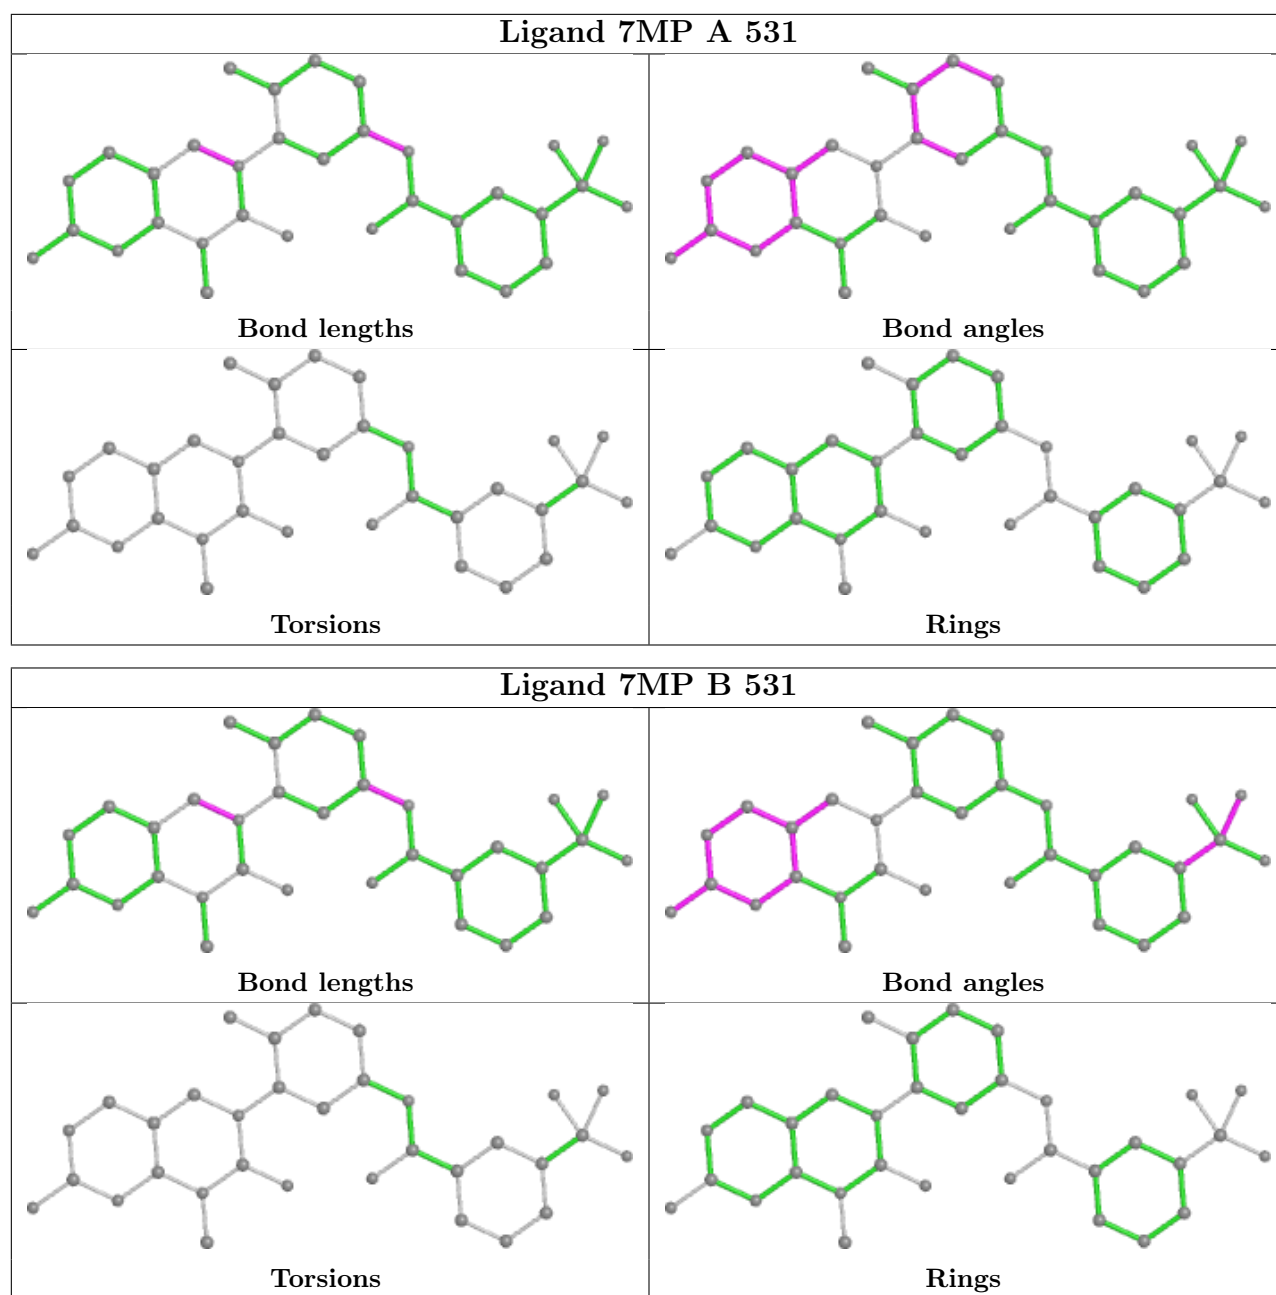 Ligand 7MP A 531
Bond lengths
Bond angles
Torsions
Rings
Ligand 7MP B 531
Bond lengths
Bond angles
Torsions
Rings